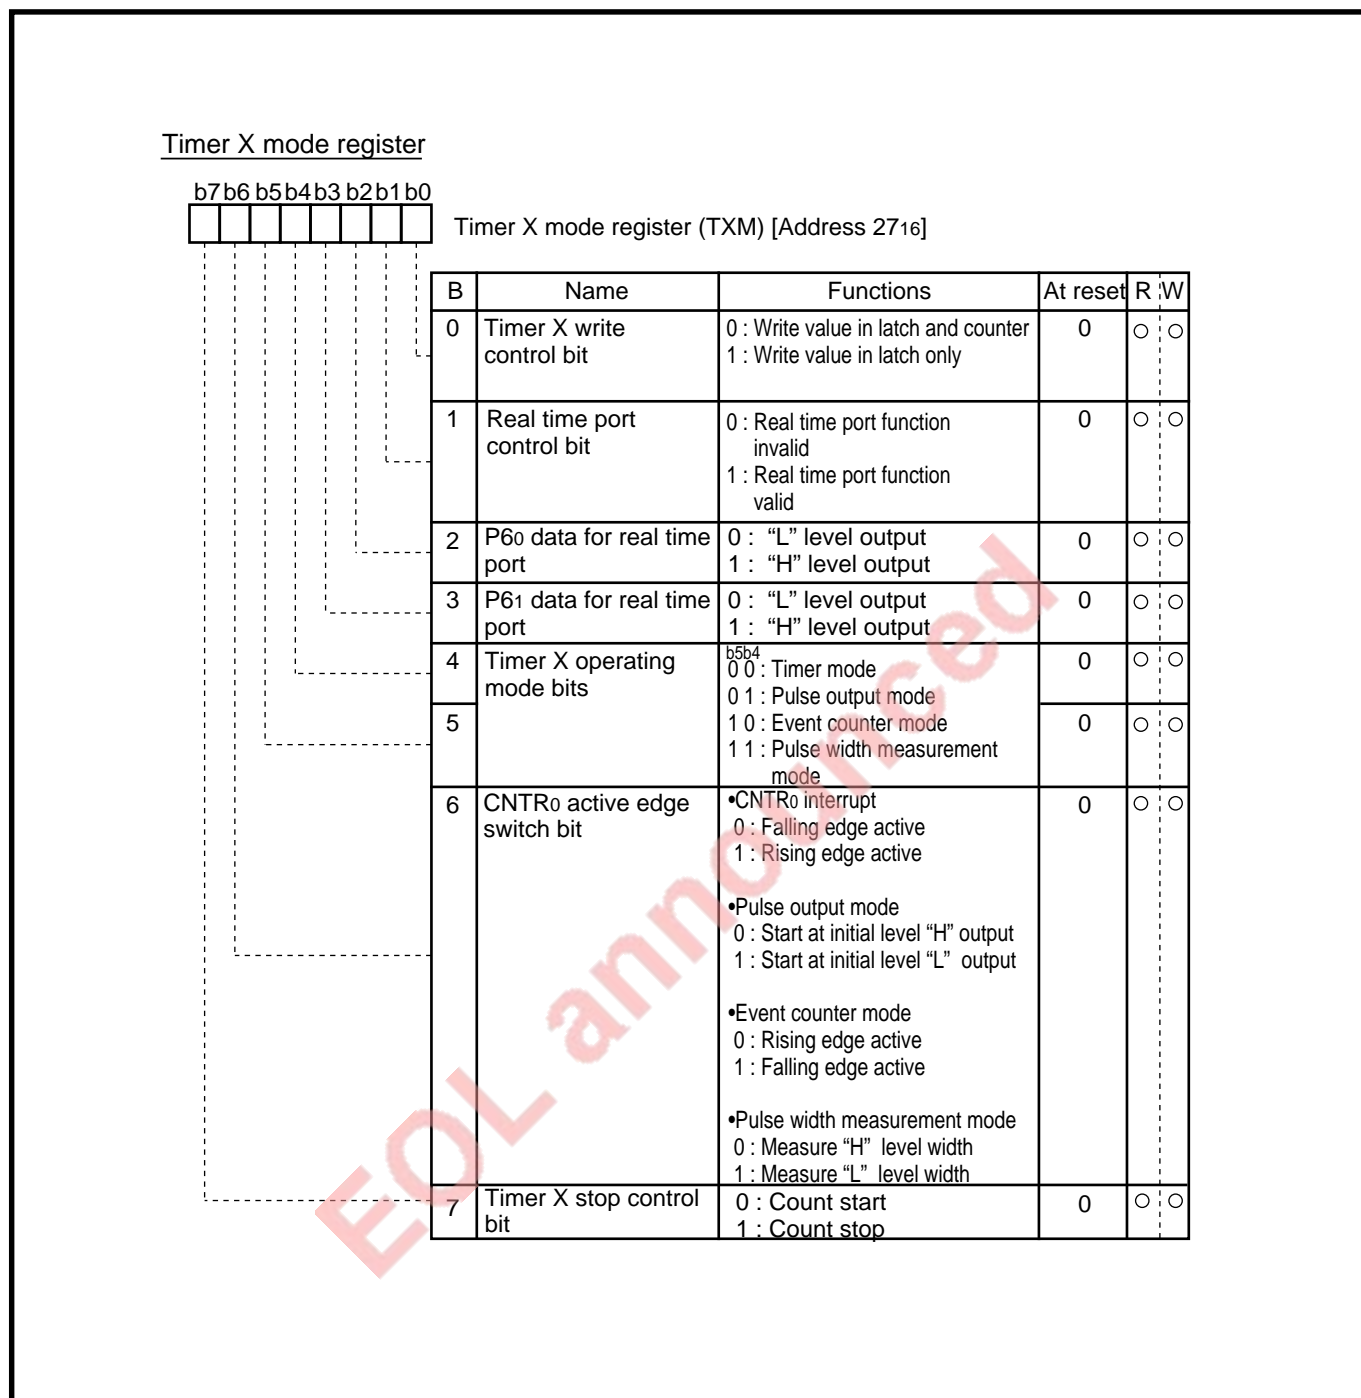 Timer X mode register
b7 b6 b5 b4 b3 b2 b1 b0
Timer X mode register (TXM) [Address 2716]
B Name Functions At reset R W
0 Timer X write 0 : Write value in latch and counter 0 ○ ○
control bit 1 : Write value in latch only
1 Real time port 0 : Real time port function 0 ○ ○
control bit invalid
1 : Real time port function
valid
2 P60 data for real time 0 : “L” level output 0 ○ ○
port 1 : “H” level output
3 P61 data for real time 0 : “L” level output 0 ○ ○
port 1 : “H” level output
4 Timer X operating b5b4 0 ○ ○
mode bits 0 0 : Timer mode
0 1 : Pulse output mode
5 1 0 : Event counter mode 0 ○ ○
1 1 : Pulse width measurement
mode
6 CNTR0 active edge •CNTR0 interrupt 0 ○ ○
switch bit 0 : Falling edge active
1 : Rising edge active
•Pulse output mode
0 : Start at initial level “H” output
1 : Start at initial level “L” output
•Event counter mode
0 : Rising edge active
1 : Falling edge active
•Pulse width measurement mode
0 : Measure “H” level width
1 : Measure “L” level width
7 Timer X stop control 0 : Count start 0 ○ ○
bit 1 : Count stop
EOL announced